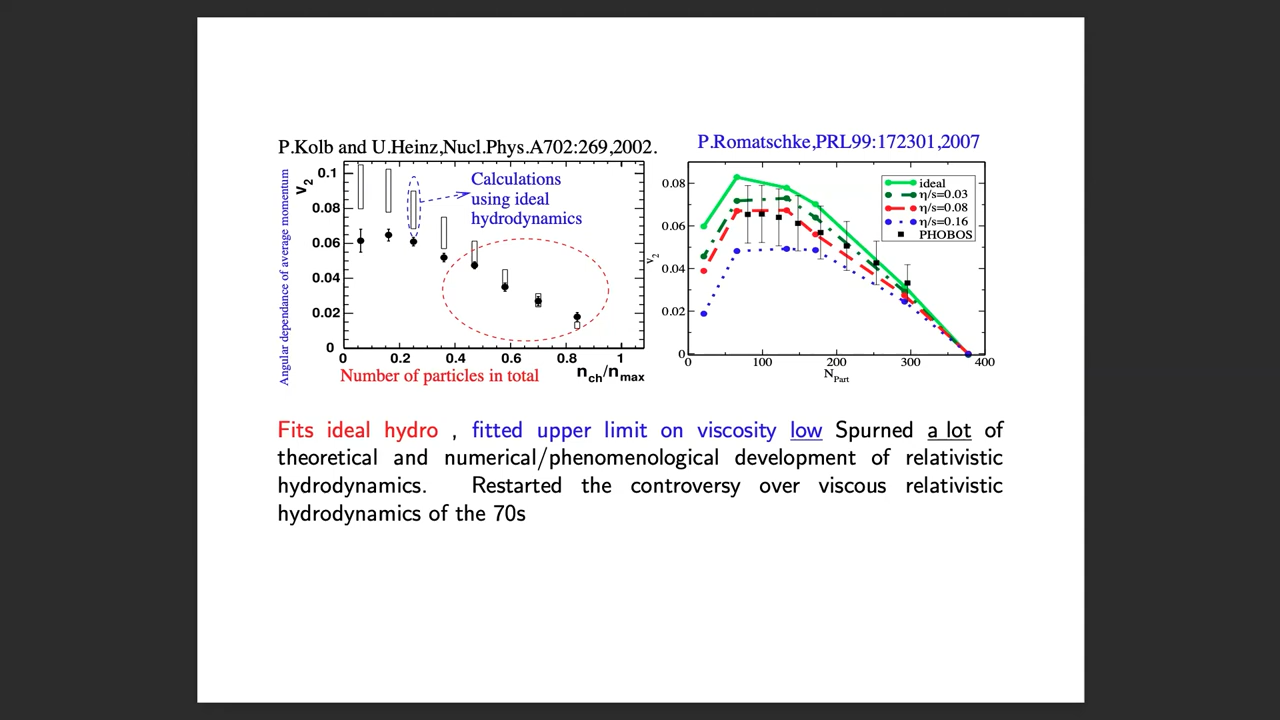 P.Kolb and U.Heinz,Nucl.Phys.A702:269,2002.
Angular dependance of average momentum
v2
0.1
0.08
0.06
0.04
0.02
0
Calculations
using ideal
hydrodynamics
0 0.2 0.4 0.6 0.8 1
Number of particles in total
nch/nmax
P.Romatschke,PRL99:172301,2007
v2
0.08
0.06
0.04
0.02
0
ideal
η/s=0.03
η/s=0.08
η/s=0.16
PHOBOS
0 100 200 300 400
NPart
Fits ideal hydro , fitted upper limit on viscosity low Spurned a lot of
theoretical and numerical/phenomenological development of relativistic
hydrodynamics. Restarted the controversy over viscous relativistic
hydrodynamics of the 70s